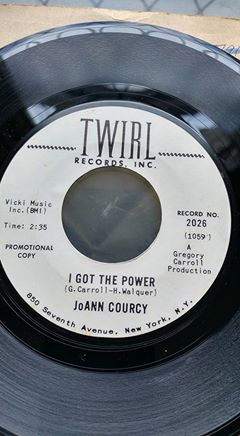 TWIRL
RECORDS, INC.
Vicki Music
Inc.(BMI)
Time: 2:35
PROMOTIONAL
COPY
RECORD NO.
2026
(1059)
A
Gregory
Carroll
Production
I GOT THE POWER
(G.Carroll-H.Walquer)
JoANN COURCY
850 Seventh Avenue, New York, N.Y.